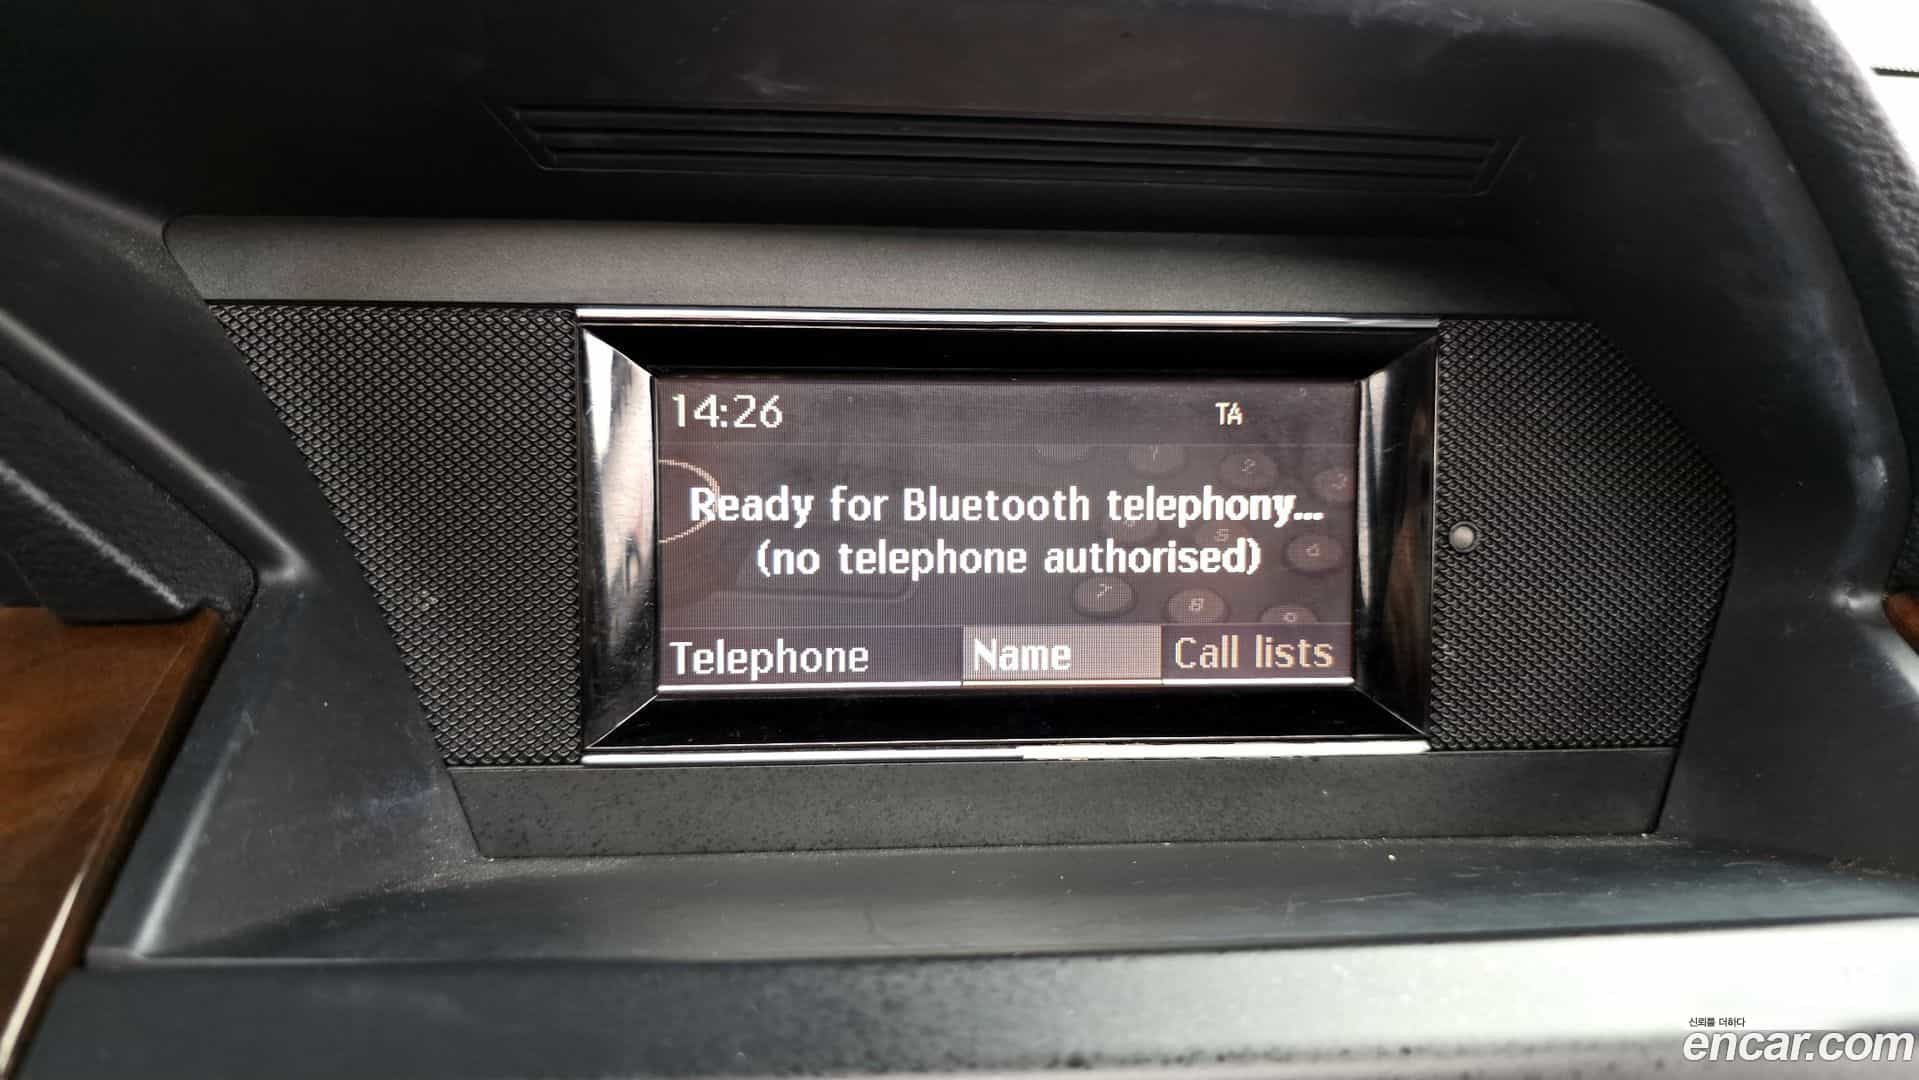 14:26 TA
Ready for Bluetooth telephony...
(no telephone authorised)
Telephone Name Call lists
신뢰를 더하다
encar.com